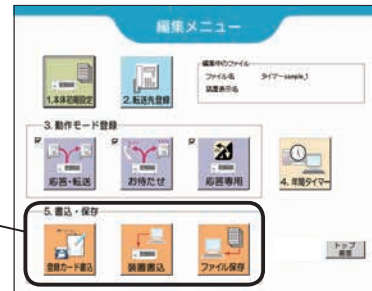 編集メニュー
編集中のファイル
ファイル名 タイマーsample_1
装置表示名
1.本体初期設定
2.転送先登録
3.動作モード登録
応答・転送
お待たせ
応答専用
4.年間タイマー
5.書込・保存
登録カード書込
装置書込
ファイル保存
トップ
画面